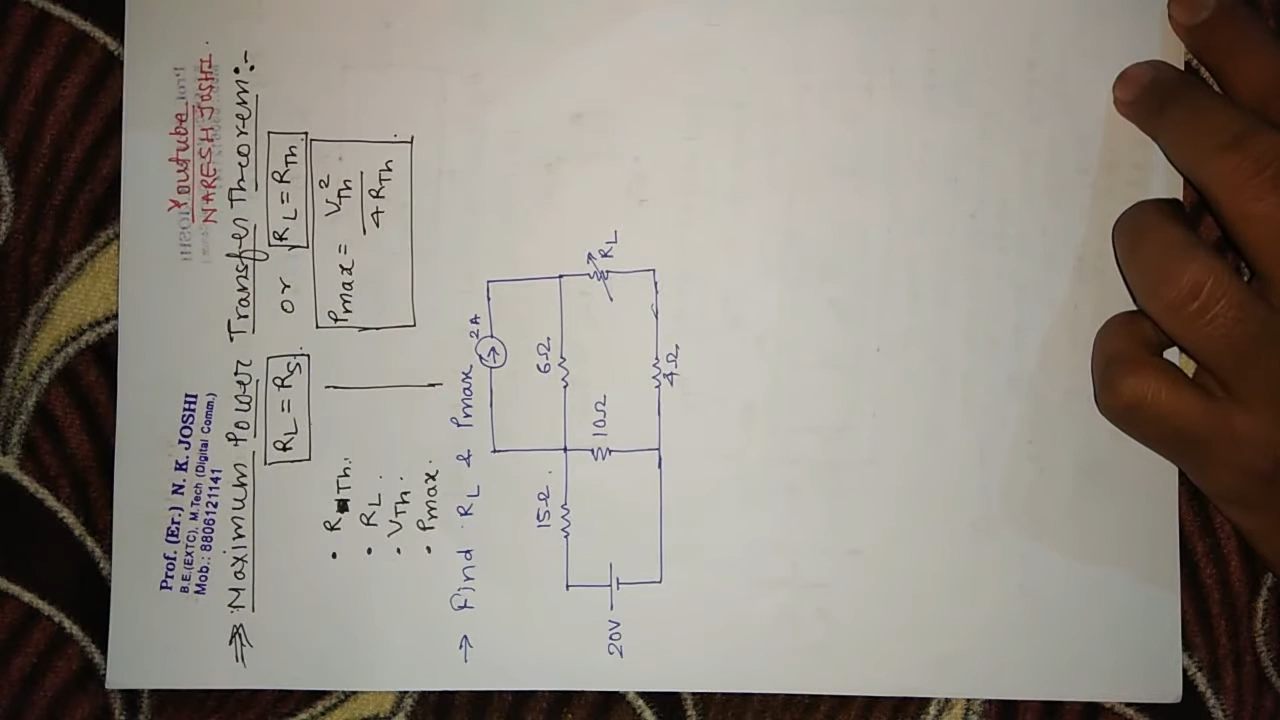 Prof. (Er.) N. K. JOSHI
B.E.(EXTC), M.Tech (Digital Comm.)
Mob.: 8806121141
Youtube
NARESH JOSHI.
⇒ Maximum Power Transfer Theorem:-
RL = RS. or RL = RTh.
• RTh.
• RL.
• VTh.
• Pmax.
Pmax = VTh² / 4RTh.
→ Find RL & Pmax
2A
15Ω. 6Ω
10Ω
20V RL
4Ω